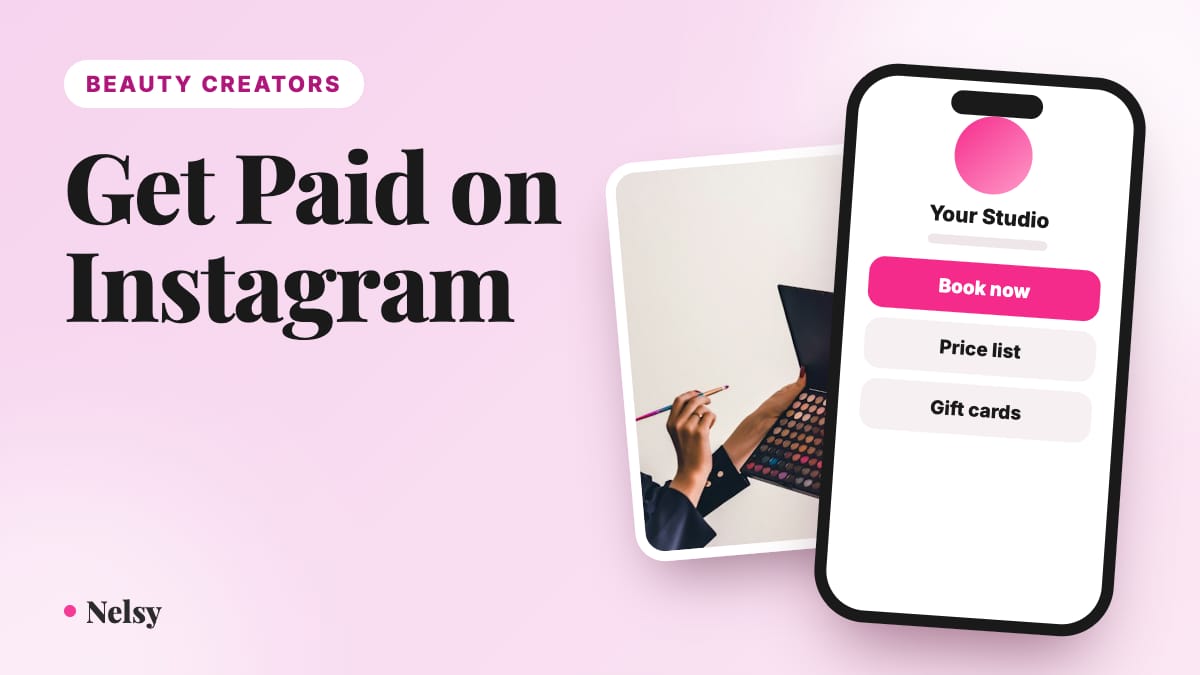 BEAUTY CREATORS
Get Paid on
Instagram
Nelsy
Your Studio
Book now
Price list
Gift cards